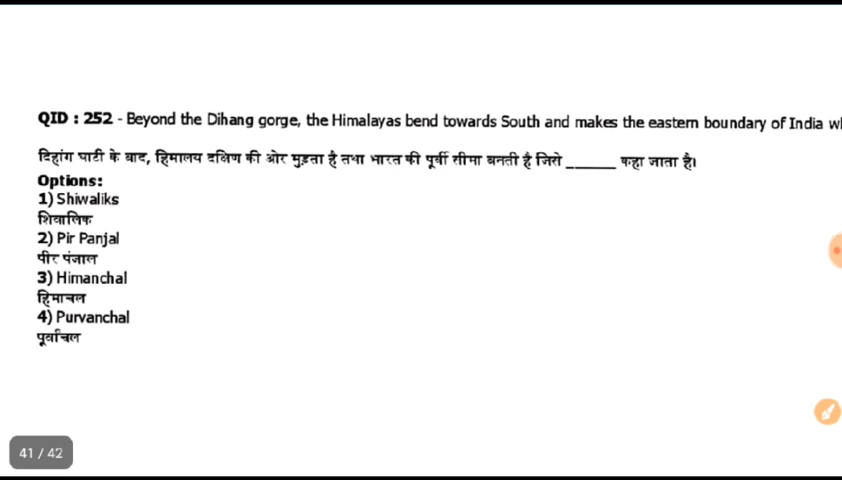 QID : 252 - Beyond the Dihang gorge, the Himalayas bend towards South and makes the eastern boundary of India
दिहांग घाटी के बाद, हिमालय दक्षिण की ओर मुड़ता है तथा भारत की पूर्वी सीमा बनती है जिसे ______ कहा जाता है।
Options:
1) Shiwaliks
शिवालिक
2) Pir Panjal
पीर पंजाल
3) Himanchal
हिमाचल
4) Purvanchal
पूर्वांचल
41 / 42